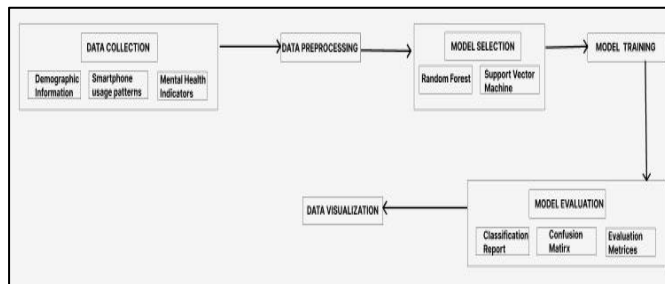 DATA COLLECTION
Demographic
Information
Smartphone
usage patterns
Mental Health
Indicators
DATA PREPROCESSING
MODEL SELECTION
Random Forest
Support Vector
Machine
MODEL TRAINING
MODEL EVALUATION
Classification
Report
Confusion
Matirx
Evaluation
Metrices
DATA VISUALIZATION